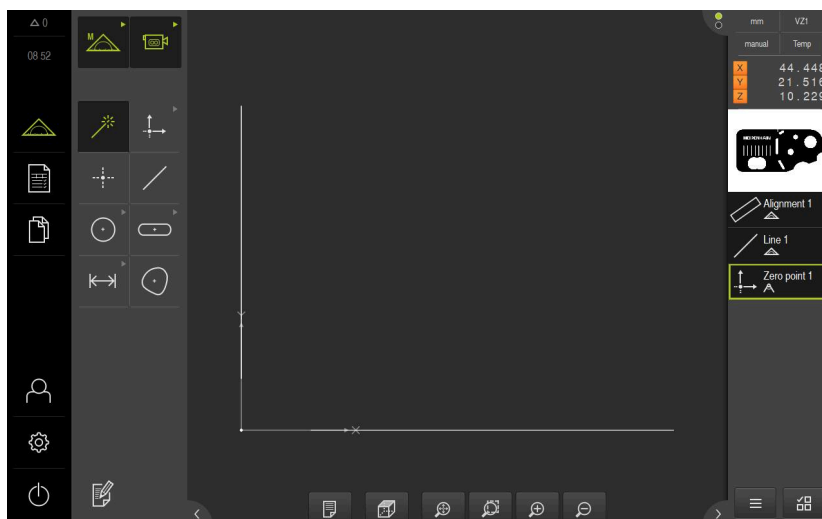 0
08 52
M
mm VZ1
manual Temp
X 44.448
Y 21.516
Z 10.229
HEIDENHAIN
Alignment 1
Line 1
Zero point 1
Y
X